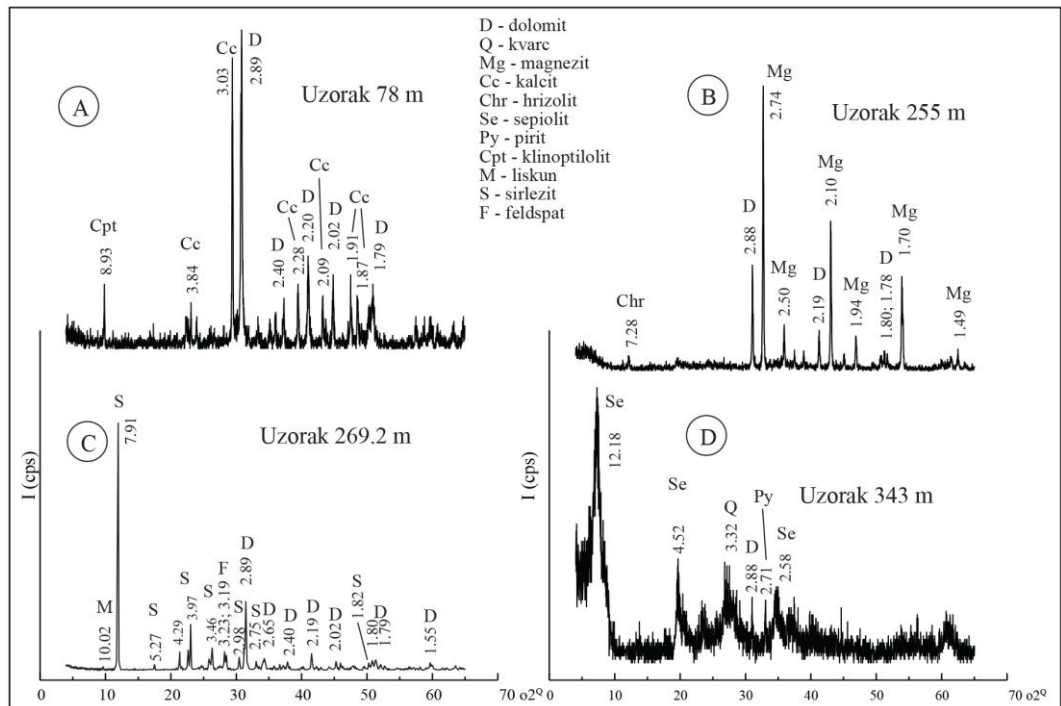 D - dolomit
Q - kvarc
Mg - magnezit
Cc - kalcit
Chr - hrizolit
Se - sepiolit
Py - pirit
Cpt - klinoptilolit
M - liskun
S - sirlezit
F - feldspat
A
Uzorak 78 m
Cpt
8.93
Cc
3.84
Cc
3.03
D
2.89
D
2.40
Cc
2.28
D
2.20
Cc
2.09
D
2.02
Cc
1.91
1.87
D
1.79
B
Uzorak 255 m
Chr
7.28
D
2.88
Mg
2.74
Mg
2.50
D
2.19
Mg
2.10
Mg
1.94
D
1.80; 1.78
Mg
1.70
Mg
1.49
C
Uzorak 269.2 m
I (cps)
M
10.02
S
7.91
S
5.27
S
4.29
3.97
S
3.46
F
3.23; 3.19
S
2.98
D
2.89
S
2.75
D
2.65
D
2.40
D
2.19
D
2.02
S
1.82
D
1.80
1.79
D
1.55
0 10 20 30 40 50 60 70 o2θ
D
Uzorak 343 m
I (cps)
Se
12.18
Se
4.52
Q
3.32
D
2.88
Py
2.71
Se
2.58
0 10 20 30 40 50 60 70 o2θ